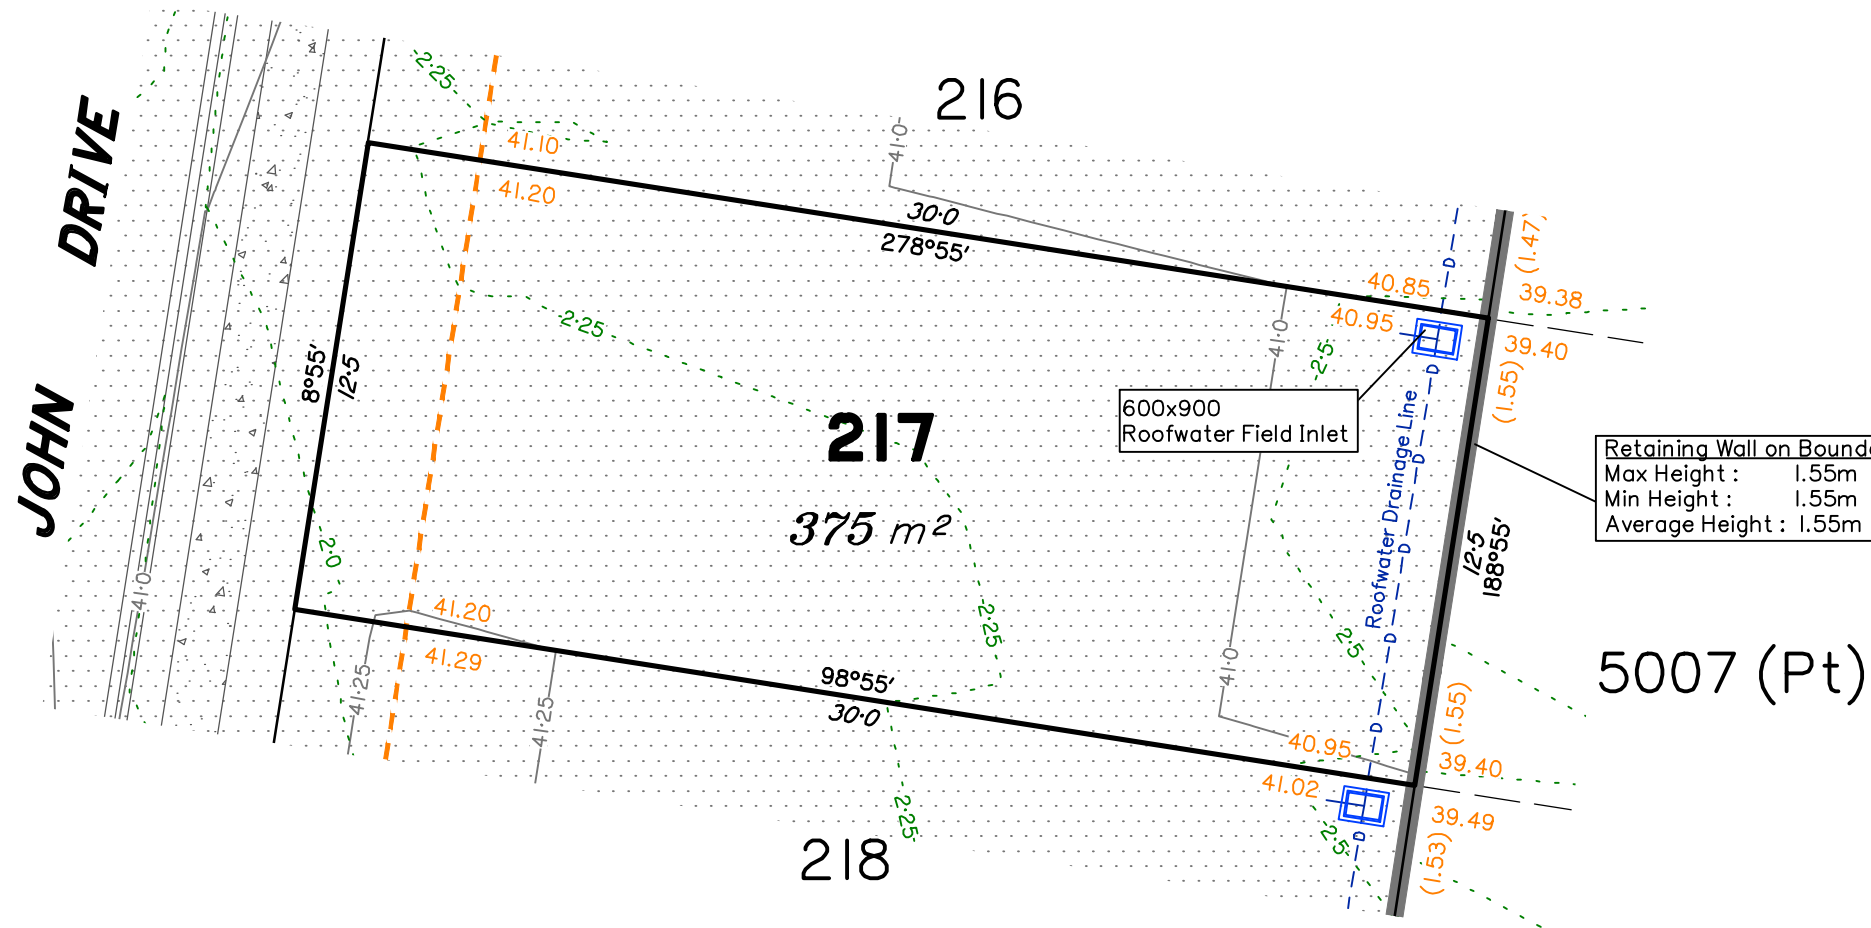 JOHN DRIVE
216
2·25
41.10
41.20
41·0
30·0
278°55'
40.85
40.95
(1.47)
39.38
39.40
(1.55)
2·25
41·0
2·5
8°55'
12·5
217
375 m²
600x900
Roofwater Field Inlet
Roofwater Drainage Line
D
D
D
D
D
D
D
D
Retaining Wall on Bound
Max Height : 1.55m
Min Height : 1.55m
Average Height : 1.55m
12·5
188°55'
2·0
41·0
41.20
41.29
41·25
41·25
2·25
98°55'
30·0
41·0
2·5
40.95
41.02
(1.55)
39.40
39.49
(1.53)
5007 (Pt)
2·25
2·5
218